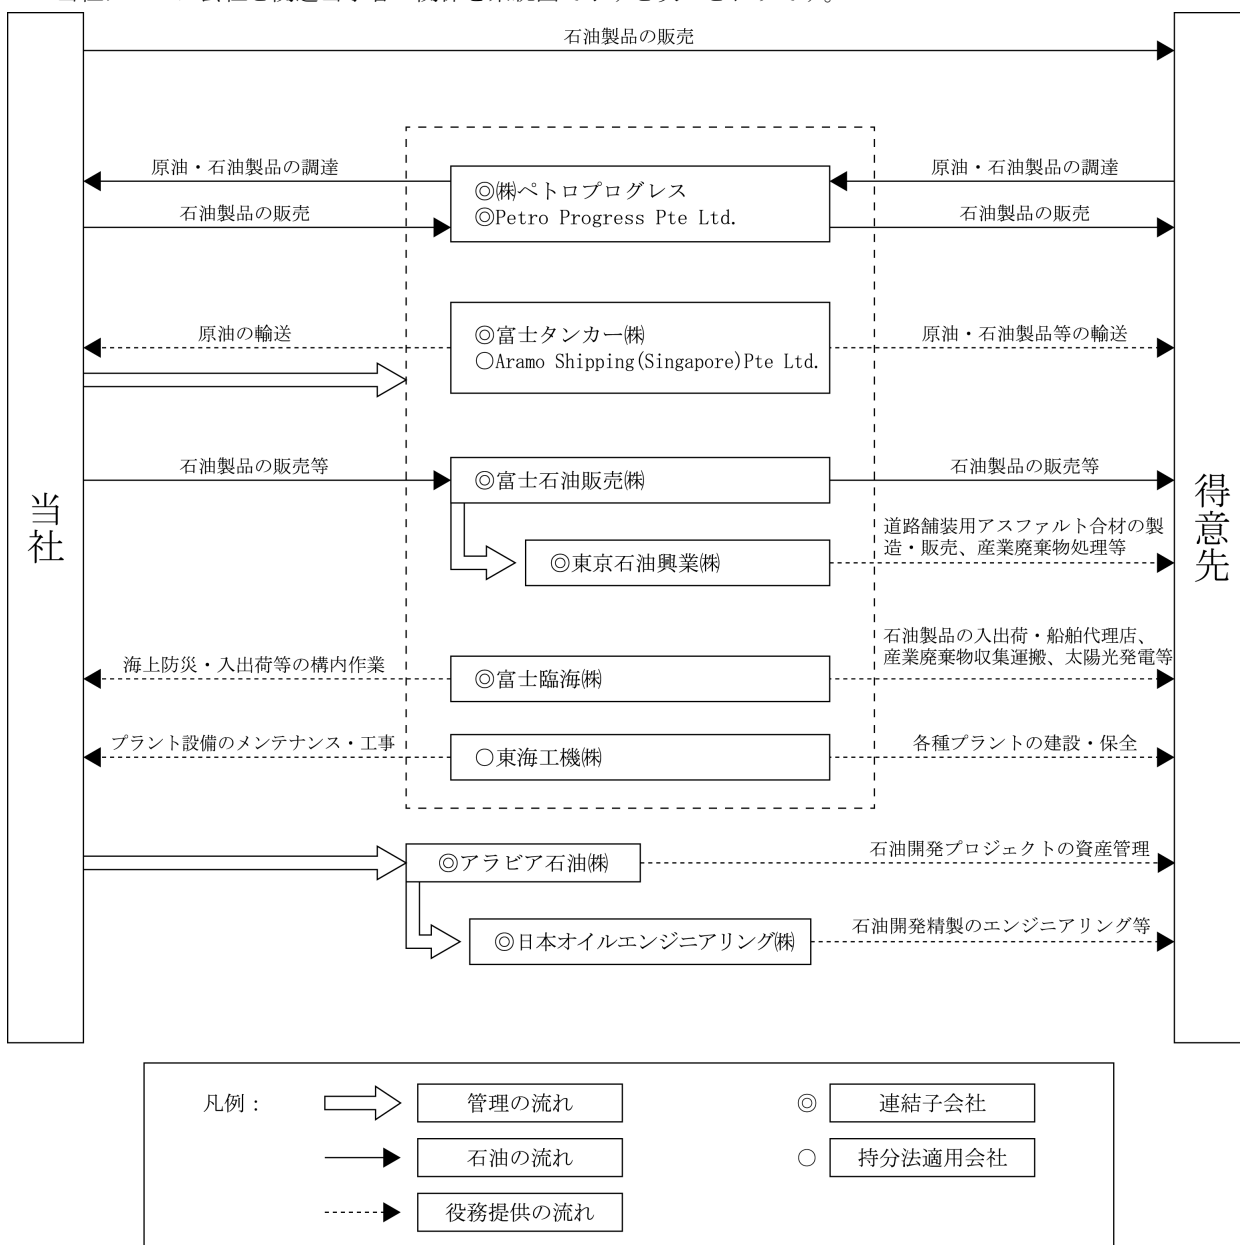 石油製品の販売
原油・石油製品の調達
原油・石油製品の調達
◎㈱ペトロプログレス
◎Petro Progress Pte Ltd.
石油製品の販売
石油製品の販売
原油の輸送
◎富士タンカー㈱
○Aramo Shipping(Singapore)Pte Ltd.
原油・石油製品等の輸送
石油製品の販売等
◎富士石油販売㈱
石油製品の販売等
当社
得意先
道路舗装用アスファルト合材の製
造・販売、産業廃棄物処理等
◎東京石油興業㈱
海上防災・入出荷等の構内作業
◎富士臨海㈱
石油製品の入出荷・船舶代理店、
産業廃棄物収集運搬、太陽光発電等
プラント設備のメンテナンス・工事
○東海工機㈱
各種プラントの建設・保全
◎アラビア石油㈱
石油開発プロジェクトの資産管理
◎日本オイルエンジニアリング㈱
石油開発精製のエンジニアリング等
凡例：
管理の流れ
◎ 連結子会社
石油の流れ
○ 持分法適用会社
役務提供の流れ